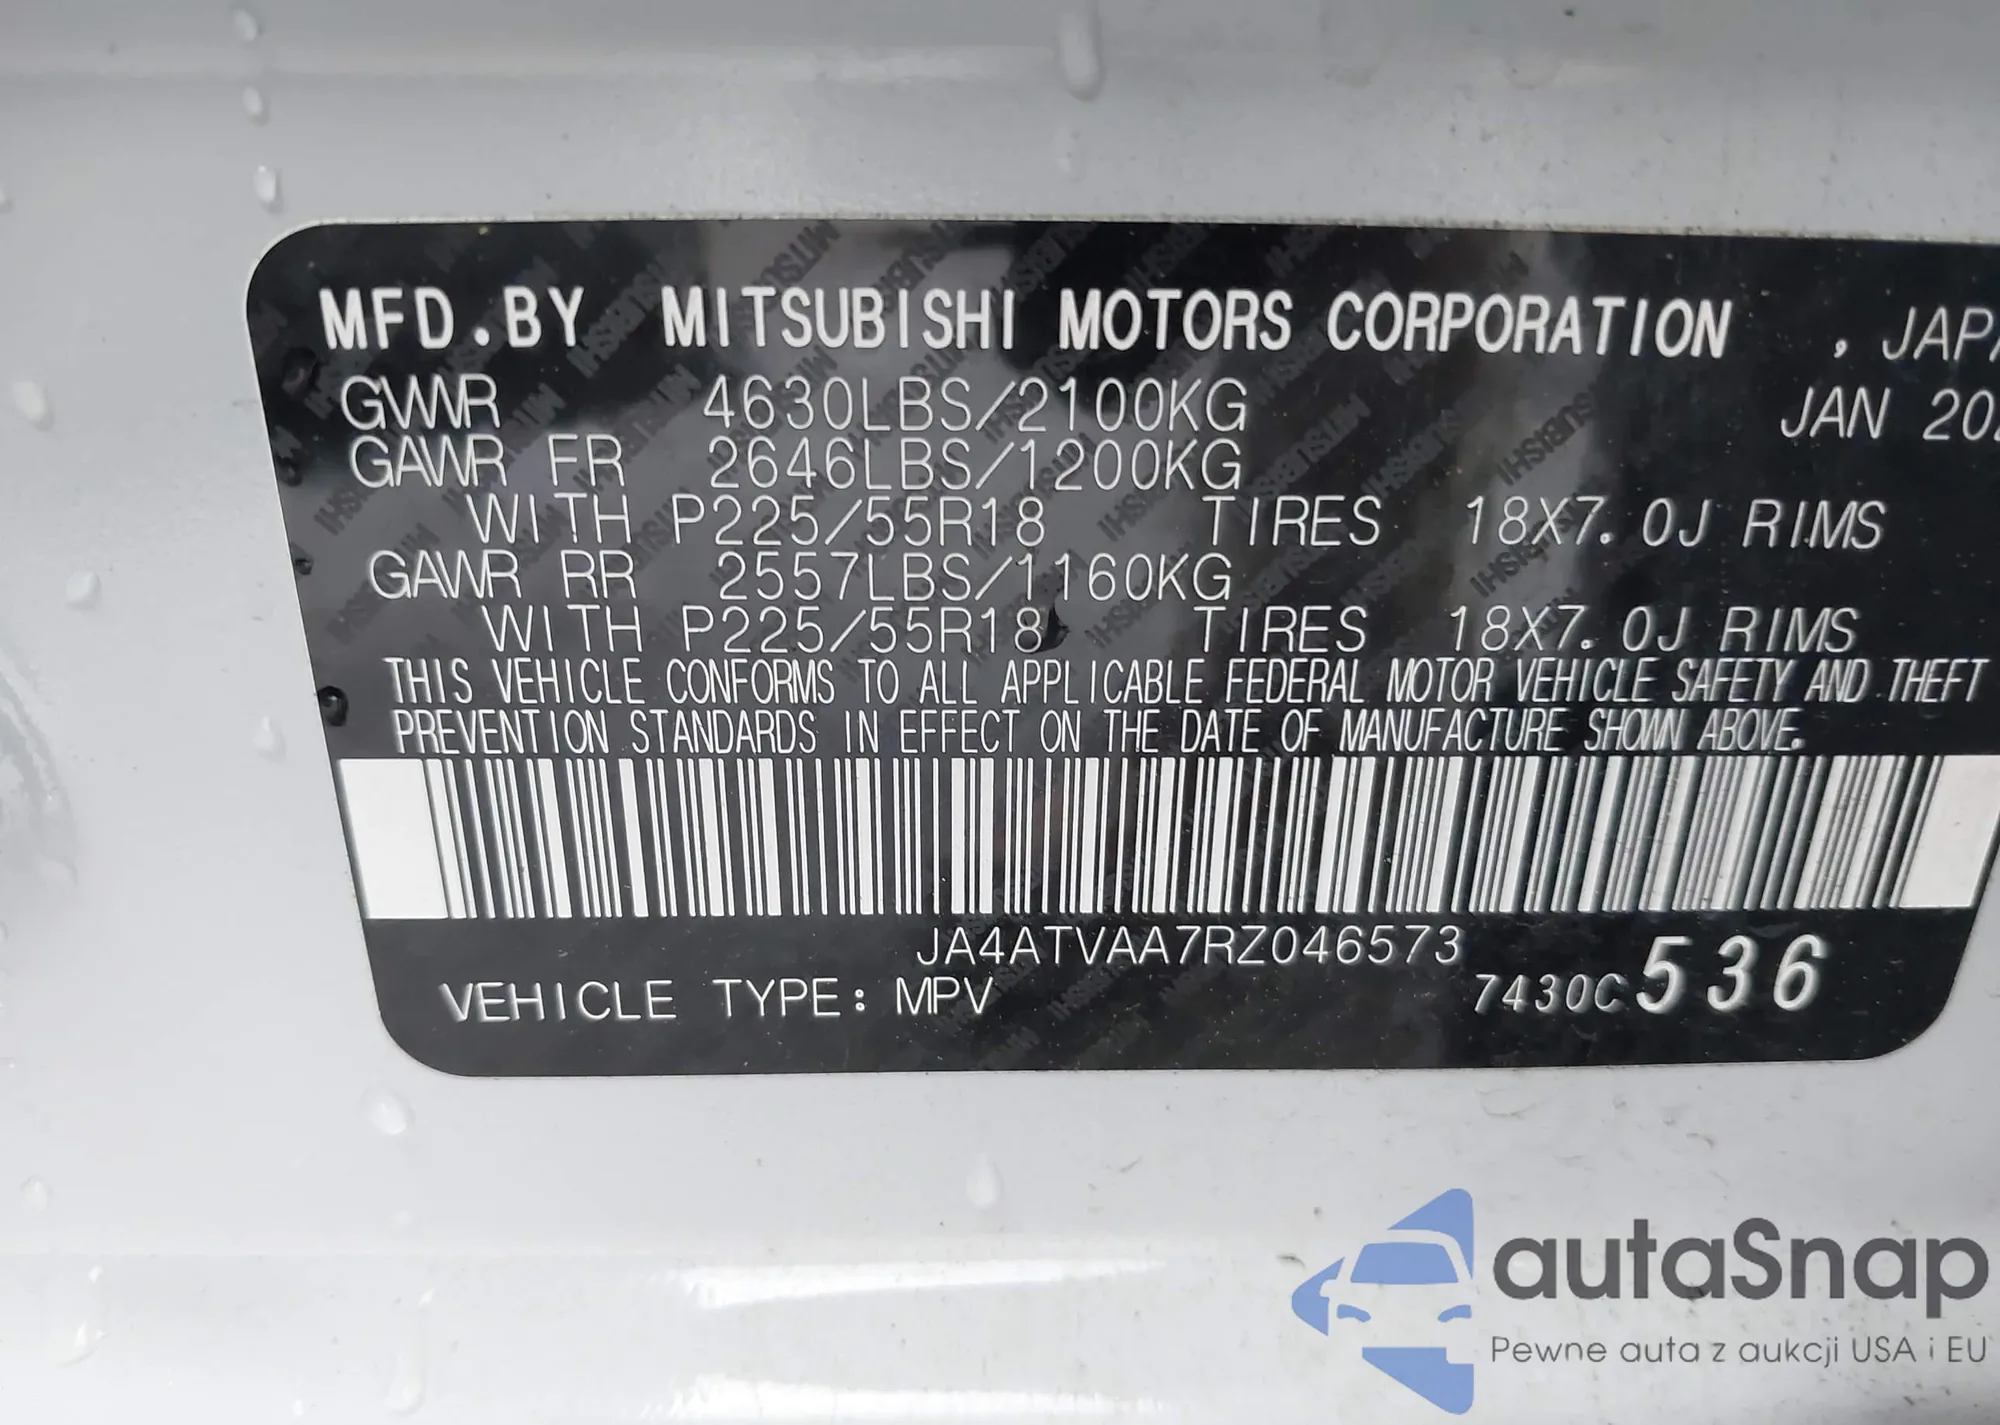 MFD.BY MITSUBISHI MOTORS CORPORATION , JAPA
GVWR 4630LBS/2100KG JAN 202
GAWR FR 2646LBS/1200KG
WITH P225/55R18 TIRES 18X7.0J RIMS
GAWR RR 2557LBS/1160KG
WITH P225/55R18 TIRES 18X7.0J RIMS
THIS VEHICLE CONFORMS TO ALL APPLICABLE FEDERAL MOTOR VEHICLE SAFETY AND THEFT
PREVENTION STANDARDS IN EFFECT ON THE DATE OF MANUFACTURE SHOWN ABOVE.
JA4ATVAA7RZ046573
VEHICLE TYPE: MPV 7430C 536
autaSnap
Pewne auta z aukcji USA i EU